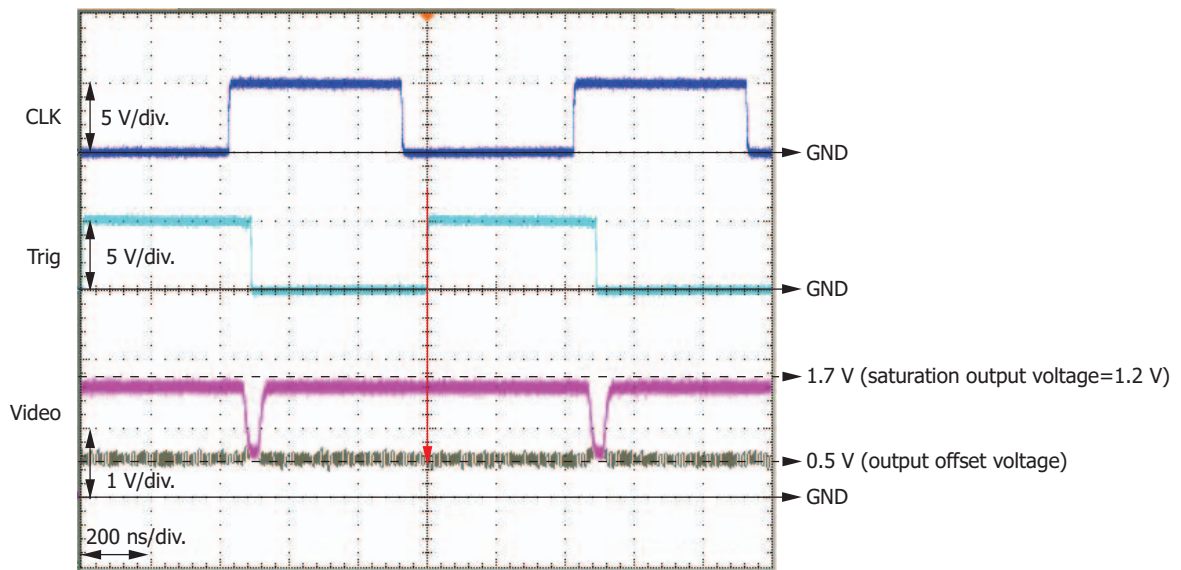 CLK
5 V/div.
GND
Trig
5 V/div.
GND
1.7 V (saturation output voltage=1.2 V)
Video
0.5 V (output offset voltage)
1 V/div.
GND
200 ns/div.